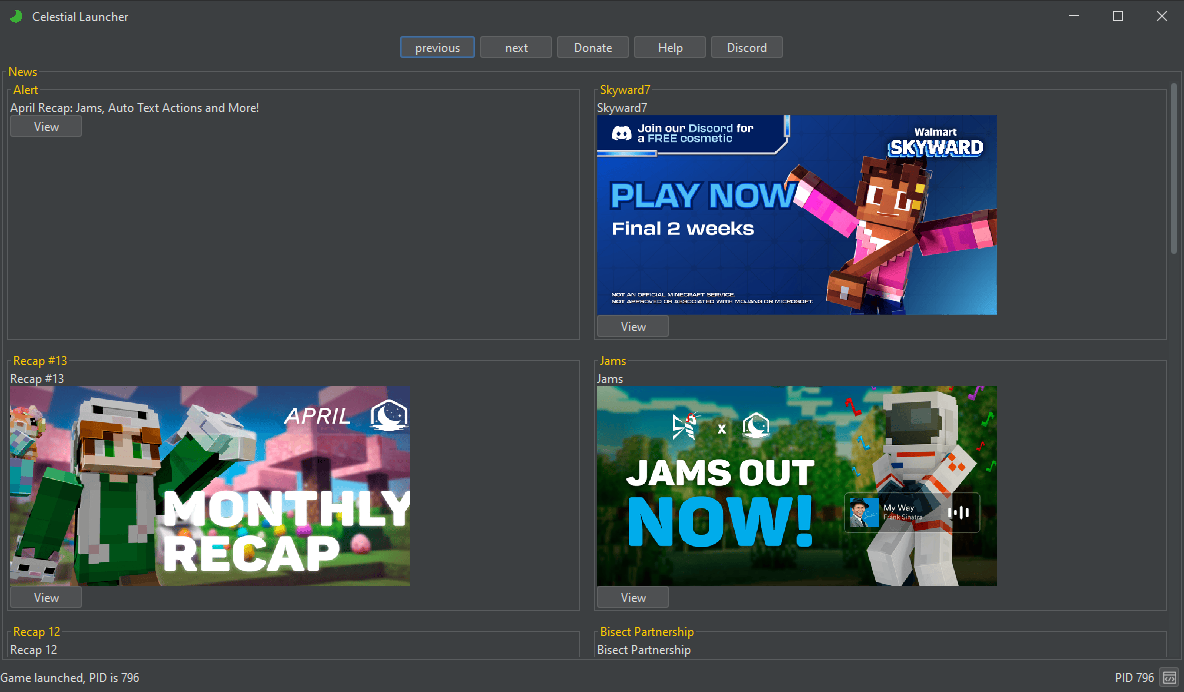 Celestial Launcher
previous
next
Donate
Help
Discord
News
Alert
April Recap: Jams, Auto Text Actions and More!
View
Skyward7
Skyward7
Join our Discord for
a FREE cosmetic
Walmart
SKYWARD
PLAY NOW
Final 2 weeks
NOT AN OFFICIAL MINECRAFT SERVICE.
NOT APPROVED OR ASSOCIATED WITH MOJANG OR MICROSOFT.
View
Recap #13
Recap #13
APRIL
MONTHLY
RECAP
View
Jams
Jams
x
JAMS OUT
NOW!
My Way
Frank Sinatra
View
Recap 12
Recap 12
Bisect Partnership
Bisect Partnership
Game launched, PID is 796
PID 796